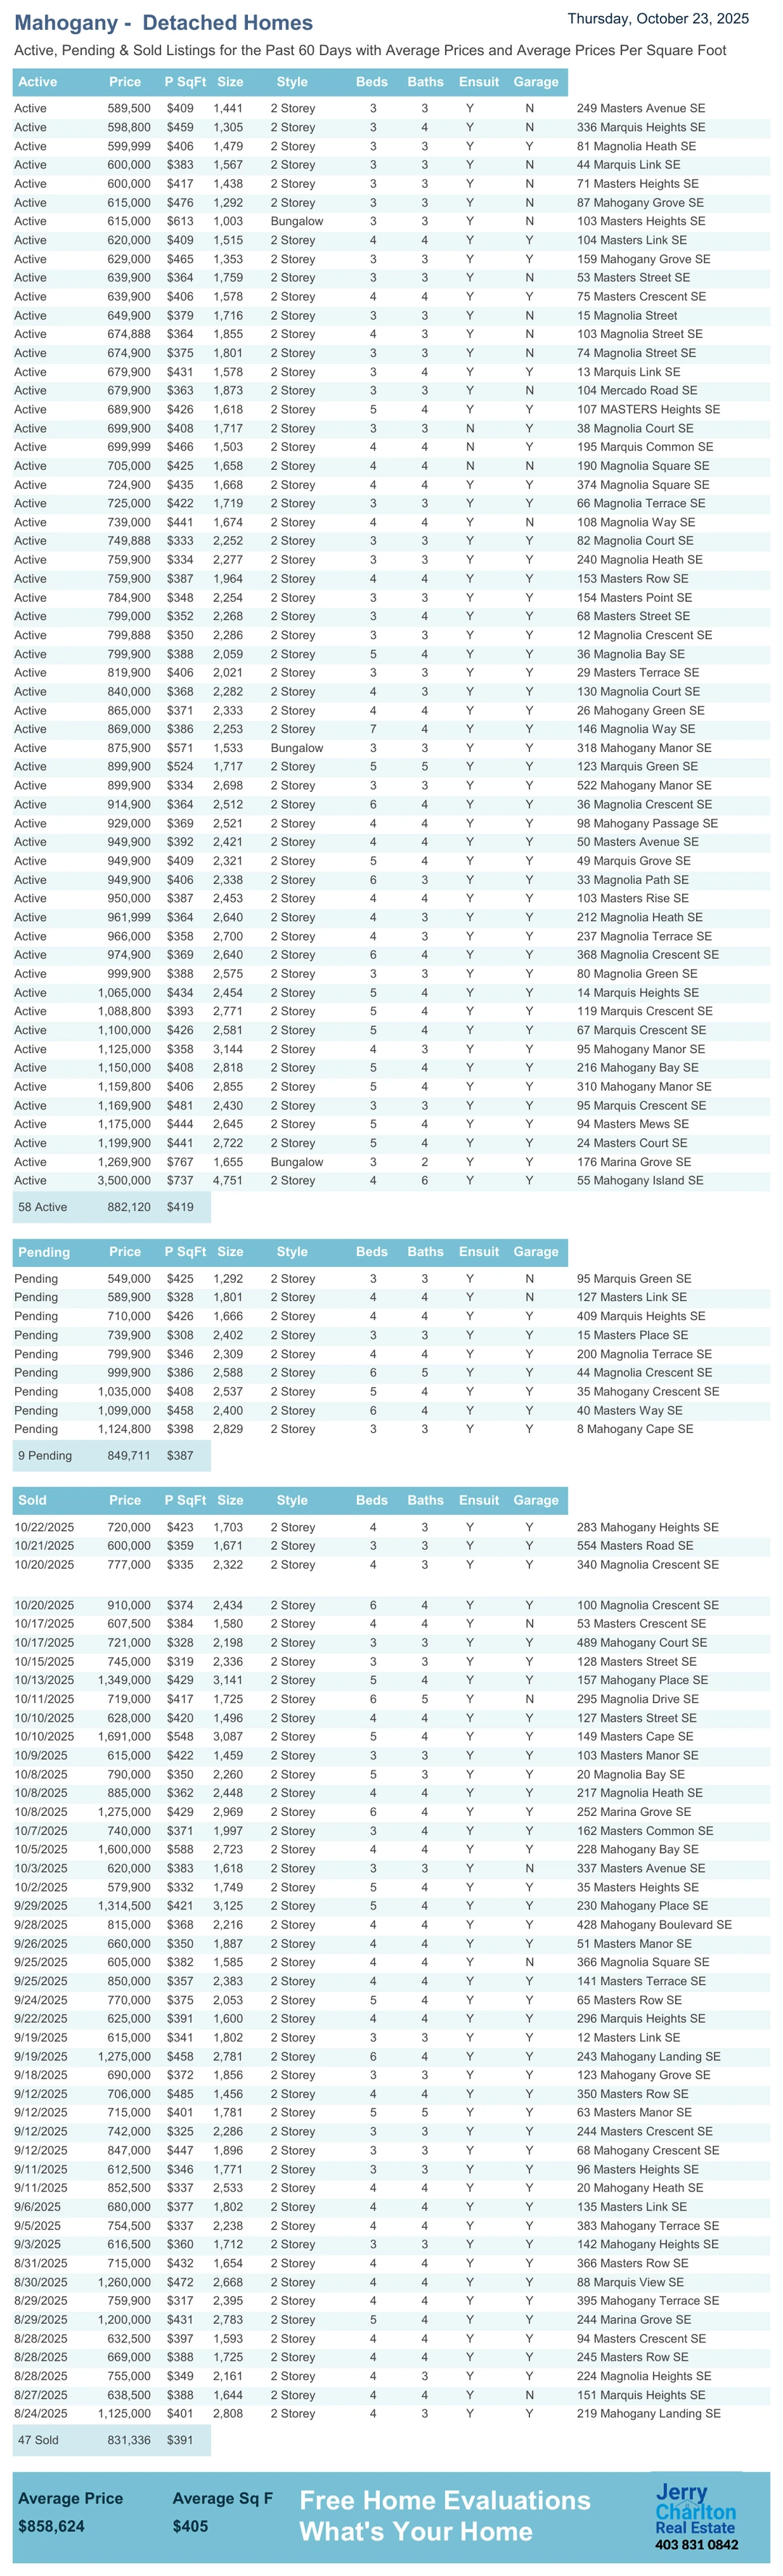 Mahogany - Detached Homes
Thursday, October 23, 2025
Active, Pending & Sold Listings for the Past 60 Days with Average Prices and Average Prices Per Square Foot
Active Price P SqFt Size Style Beds Baths Ensuit Garage
Active 589,500 $409 1,441 2 Storey 3 3 Y N 249 Masters Avenue SE
Active 598,800 $459 1,305 2 Storey 3 4 Y N 336 Marquis Heights SE
Active 599,999 $406 1,479 2 Storey 3 3 Y Y 81 Magnolia Heath SE
Active 600,000 $383 1,567 2 Storey 3 3 Y N 44 Marquis Link SE
Active 600,000 $417 1,438 2 Storey 3 3 Y N 71 Masters Heights SE
Active 615,000 $476 1,292 2 Storey 3 3 Y N 87 Mahogany Grove SE
Active 615,000 $613 1,003 Bungalow 3 3 Y N 103 Masters Heights SE
Active 620,000 $409 1,515 2 Storey 4 4 Y Y 104 Masters Link SE
Active 629,000 $465 1,353 2 Storey 3 3 Y Y 159 Mahogany Grove SE
Active 639,900 $364 1,759 2 Storey 3 3 Y N 53 Masters Street SE
Active 639,900 $406 1,578 2 Storey 4 4 Y Y 75 Masters Crescent SE
Active 649,900 $379 1,716 2 Storey 3 3 Y N 15 Magnolia Street
Active 674,888 $364 1,855 2 Storey 4 3 Y N 103 Magnolia Street SE
Active 674,900 $375 1,801 2 Storey 3 3 Y N 74 Magnolia Street SE
Active 679,900 $431 1,578 2 Storey 3 4 Y Y 13 Marquis Link SE
Active 679,900 $363 1,873 2 Storey 3 3 Y N 104 Mercado Road SE
Active 689,900 $426 1,618 2 Storey 5 4 Y Y 107 MASTERS Heights SE
Active 699,900 $408 1,717 2 Storey 3 3 N Y 38 Magnolia Court SE
Active 699,999 $466 1,503 2 Storey 4 4 N Y 195 Marquis Common SE
Active 705,000 $425 1,658 2 Storey 4 4 N N 190 Magnolia Square SE
Active 724,900 $435 1,668 2 Storey 4 4 Y Y 374 Magnolia Square SE
Active 725,000 $422 1,719 2 Storey 3 3 Y Y 66 Magnolia Terrace SE
Active 739,000 $441 1,674 2 Storey 4 4 Y N 108 Magnolia Way SE
Active 749,888 $333 2,252 2 Storey 3 3 Y Y 82 Magnolia Court SE
Active 759,900 $334 2,277 2 Storey 3 3 Y Y 240 Magnolia Heath SE
Active 759,900 $387 1,964 2 Storey 4 4 Y Y 153 Masters Row SE
Active 784,900 $348 2,254 2 Storey 3 3 Y Y 154 Masters Point SE
Active 799,000 $352 2,268 2 Storey 3 4 Y Y 68 Masters Street SE
Active 799,888 $350 2,286 2 Storey 3 3 Y Y 12 Magnolia Crescent SE
Active 799,900 $388 2,059 2 Storey 5 4 Y Y 36 Magnolia Bay SE
Active 819,900 $406 2,021 2 Storey 3 3 Y Y 29 Masters Terrace SE
Active 840,000 $368 2,282 2 Storey 4 3 Y Y 130 Magnolia Court SE
Active 865,000 $371 2,333 2 Storey 4 4 Y Y 26 Mahogany Green SE
Active 869,000 $386 2,253 2 Storey 7 4 Y Y 146 Magnolia Way SE
Active 875,900 $571 1,533 Bungalow 3 3 Y Y 318 Mahogany Manor SE
Active 899,900 $524 1,717 2 Storey 5 5 Y Y 123 Marquis Green SE
Active 899,900 $334 2,698 2 Storey 3 3 Y Y 522 Mahogany Manor SE
Active 914,900 $364 2,512 2 Storey 6 4 Y Y 36 Magnolia Crescent SE
Active 929,000 $369 2,521 2 Storey 4 4 Y Y 98 Mahogany Passage SE
Active 949,900 $392 2,421 2 Storey 4 4 Y Y 50 Masters Avenue SE
Active 949,900 $409 2,321 2 Storey 5 4 Y Y 49 Marquis Grove SE
Active 949,900 $406 2,338 2 Storey 6 3 Y Y 33 Magnolia Path SE
Active 950,000 $387 2,453 2 Storey 4 4 Y Y 103 Masters Rise SE
Active 961,999 $364 2,640 2 Storey 4 3 Y Y 212 Magnolia Heath SE
Active 966,000 $358 2,700 2 Storey 4 3 Y Y 237 Magnolia Terrace SE
Active 974,900 $369 2,640 2 Storey 6 4 Y Y 368 Magnolia Crescent SE
Active 999,900 $388 2,575 2 Storey 3 3 Y Y 80 Magnolia Green SE
Active 1,065,000 $434 2,454 2 Storey 5 4 Y Y 14 Marquis Heights SE
Active 1,088,800 $393 2,771 2 Storey 5 4 Y Y 119 Marquis Crescent SE
Active 1,100,000 $426 2,581 2 Storey 5 4 Y Y 67 Marquis Crescent SE
Active 1,125,000 $358 3,144 2 Storey 4 3 Y Y 95 Mahogany Manor SE
Active 1,150,000 $408 2,818 2 Storey 5 4 Y Y 216 Mahogany Bay SE
Active 1,159,800 $406 2,855 2 Storey 5 4 Y Y 310 Mahogany Manor SE
Active 1,169,900 $481 2,430 2 Storey 3 3 Y Y 95 Marquis Crescent SE
Active 1,175,000 $444 2,645 2 Storey 5 4 Y Y 94 Masters Mews SE
Active 1,199,900 $441 2,722 2 Storey 5 4 Y Y 24 Masters Court SE
Active 1,269,900 $767 1,655 Bungalow 3 2 Y Y 176 Marina Grove SE
Active 3,500,000 $737 4,751 2 Storey 4 6 Y Y 55 Mahogany Island SE
58 Active 882,120 $419
Pending Price P SqFt Size Style Beds Baths Ensuit Garage
Pending 549,000 $425 1,292 2 Storey 3 3 Y N 95 Marquis Green SE
Pending 589,900 $328 1,801 2 Storey 4 4 Y N 127 Masters Link SE
Pending 710,000 $426 1,666 2 Storey 4 4 Y Y 409 Marquis Heights SE
Pending 739,900 $308 2,402 2 Storey 3 3 Y Y 15 Masters Place SE
Pending 799,900 $346 2,309 2 Storey 4 4 Y Y 200 Magnolia Terrace SE
Pending 999,900 $386 2,588 2 Storey 6 5 Y Y 44 Magnolia Crescent SE
Pending 1,035,000 $408 2,537 2 Storey 5 4 Y Y 35 Mahogany Crescent SE
Pending 1,099,000 $458 2,400 2 Storey 6 4 Y Y 40 Masters Way SE
Pending 1,124,800 $398 2,829 2 Storey 3 3 Y Y 8 Mahogany Cape SE
9 Pending 849,711 $387
Sold Price P SqFt Size Style Beds Baths Ensuit Garage
10/22/2025 720,000 $423 1,703 2 Storey 4 3 Y Y 283 Mahogany Heights SE
10/21/2025 600,000 $359 1,671 2 Storey 3 3 Y Y 554 Masters Road SE
10/20/2025 777,000 $335 2,322 2 Storey 4 3 Y Y 340 Magnolia Crescent SE
10/20/2025 910,000 $374 2,434 2 Storey 6 4 Y Y 100 Magnolia Crescent SE
10/17/2025 607,500 $384 1,580 2 Storey 4 4 Y N 53 Masters Crescent SE
10/17/2025 721,000 $328 2,198 2 Storey 3 3 Y Y 489 Mahogany Court SE
10/15/2025 745,000 $319 2,336 2 Storey 3 3 Y Y 128 Masters Street SE
10/13/2025 1,349,000 $429 3,141 2 Storey 5 4 Y Y 157 Mahogany Place SE
10/11/2025 719,000 $417 1,725 2 Storey 6 5 Y N 295 Magnolia Drive SE
10/10/2025 628,000 $420 1,496 2 Storey 4 4 Y Y 127 Masters Street SE
10/10/2025 1,691,000 $548 3,087 2 Storey 5 4 Y Y 149 Masters Cape SE
10/9/2025 615,000 $422 1,459 2 Storey 3 3 Y Y 103 Masters Manor SE
10/8/2025 790,000 $350 2,260 2 Storey 5 3 Y Y 20 Magnolia Bay SE
10/8/2025 885,000 $362 2,448 2 Storey 4 4 Y Y 217 Magnolia Heath SE
10/8/2025 1,275,000 $429 2,969 2 Storey 6 4 Y Y 252 Marina Grove SE
10/7/2025 740,000 $371 1,997 2 Storey 3 4 Y Y 162 Masters Common SE
10/5/2025 1,600,000 $588 2,723 2 Storey 4 4 Y Y 228 Mahogany Bay SE
10/3/2025 620,000 $383 1,618 2 Storey 3 3 Y N 337 Masters Avenue SE
10/2/2025 579,900 $332 1,749 2 Storey 5 4 Y Y 35 Masters Heights SE
9/29/2025 1,314,500 $421 3,125 2 Storey 5 4 Y Y 230 Mahogany Place SE
9/28/2025 815,000 $368 2,216 2 Storey 4 4 Y Y 428 Mahogany Boulevard SE
9/26/2025 660,000 $350 1,887 2 Storey 4 4 Y Y 51 Masters Manor SE
9/25/2025 605,000 $382 1,585 2 Storey 4 4 Y N 366 Magnolia Square SE
9/25/2025 850,000 $357 2,383 2 Storey 4 4 Y Y 141 Masters Terrace SE
9/24/2025 770,000 $375 2,053 2 Storey 5 4 Y Y 65 Masters Row SE
9/22/2025 625,000 $391 1,600 2 Storey 4 4 Y Y 296 Marquis Heights SE
9/19/2025 615,000 $341 1,802 2 Storey 3 3 Y Y 12 Masters Link SE
9/19/2025 1,275,000 $458 2,781 2 Storey 6 4 Y Y 243 Mahogany Landing SE
9/18/2025 690,000 $372 1,856 2 Storey 3 3 Y Y 123 Mahogany Grove SE
9/12/2025 706,000 $485 1,456 2 Storey 4 4 Y Y 350 Masters Row SE
9/12/2025 715,000 $401 1,781 2 Storey 5 5 Y Y 63 Masters Manor SE
9/12/2025 742,000 $325 2,286 2 Storey 3 3 Y Y 244 Masters Crescent SE
9/12/2025 847,000 $447 1,896 2 Storey 3 3 Y Y 68 Mahogany Crescent SE
9/11/2025 612,500 $346 1,771 2 Storey 3 3 Y Y 96 Masters Heights SE
9/11/2025 852,500 $337 2,533 2 Storey 4 4 Y Y 20 Mahogany Heath SE
9/6/2025 680,000 $377 1,802 2 Storey 4 4 Y Y 135 Masters Link SE
9/5/2025 754,500 $337 2,238 2 Storey 4 4 Y Y 383 Mahogany Terrace SE
9/3/2025 616,500 $360 1,712 2 Storey 3 3 Y Y 142 Mahogany Heights SE
8/31/2025 715,000 $432 1,654 2 Storey 4 4 Y Y 366 Masters Row SE
8/30/2025 1,260,000 $472 2,668 2 Storey 4 4 Y Y 88 Marquis View SE
8/29/2025 759,900 $317 2,395 2 Storey 4 4 Y Y 395 Mahogany Terrace SE
8/29/2025 1,200,000 $431 2,783 2 Storey 5 4 Y Y 244 Marina Grove SE
8/28/2025 632,500 $397 1,593 2 Storey 4 4 Y Y 94 Masters Crescent SE
8/28/2025 669,000 $388 1,725 2 Storey 4 4 Y Y 245 Masters Row SE
8/28/2025 755,000 $349 2,161 2 Storey 4 3 Y Y 224 Magnolia Heights SE
8/27/2025 638,500 $388 1,644 2 Storey 4 4 Y N 151 Marquis Heights SE
8/24/2025 1,125,000 $401 2,808 2 Storey 4 3 Y Y 219 Mahogany Landing SE
47 Sold 831,336 $391
Average Price Average Sq F
$858,624 $405
Free Home Evaluations
What's Your Home
Jerry
Charlton
Real Estate
403 831 0842